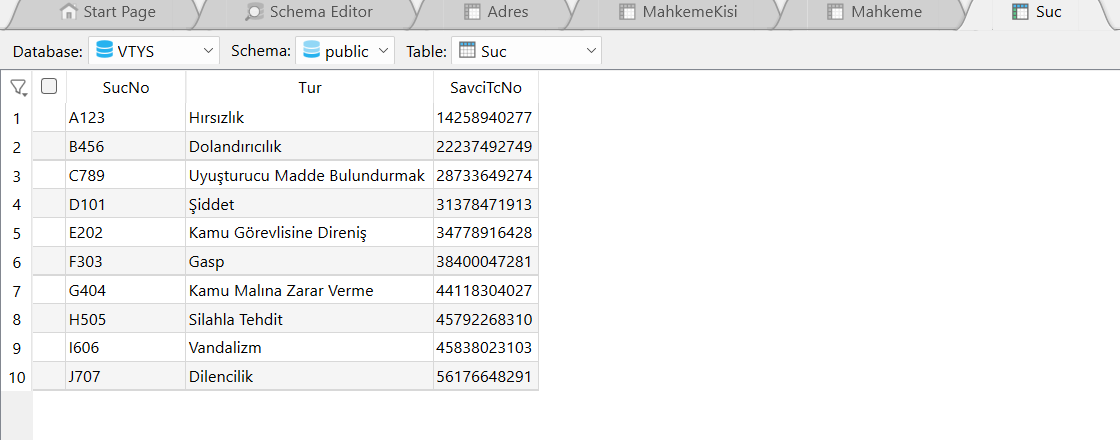 Start Page Schema Editor Adres MahkemeKisi Mahkeme Suc
Database: VTYS Schema: public Table: Suc
SucNo Tur SavciTcNo
1 A123 Hırsızlık 14258940277
2 B456 Dolandırıcılık 22237492749
3 C789 Uyuşturucu Madde Bulundurmak 28733649274
4 D101 Şiddet 31378471913
5 E202 Kamu Görevlisine Direniş 34778916428
6 F303 Gasp 38400047281
7 G404 Kamu Malına Zarar Verme 44118304027
8 H505 Silahla Tehdit 45792268310
9 I606 Vandalizm 45838023103
10 J707 Dilencilik 56176648291